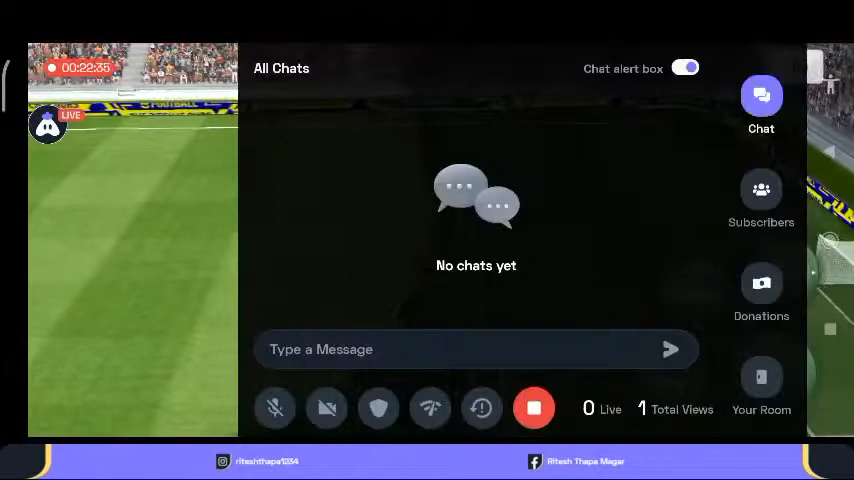 00:22:35
All Chats
Chat alert box
LIVE
Chat
Subscribers
No chats yet
Donations
Type a Message
0 Live
1 Total Views
Your Room
riteshthapa1234
Ritesh Thapa Magar